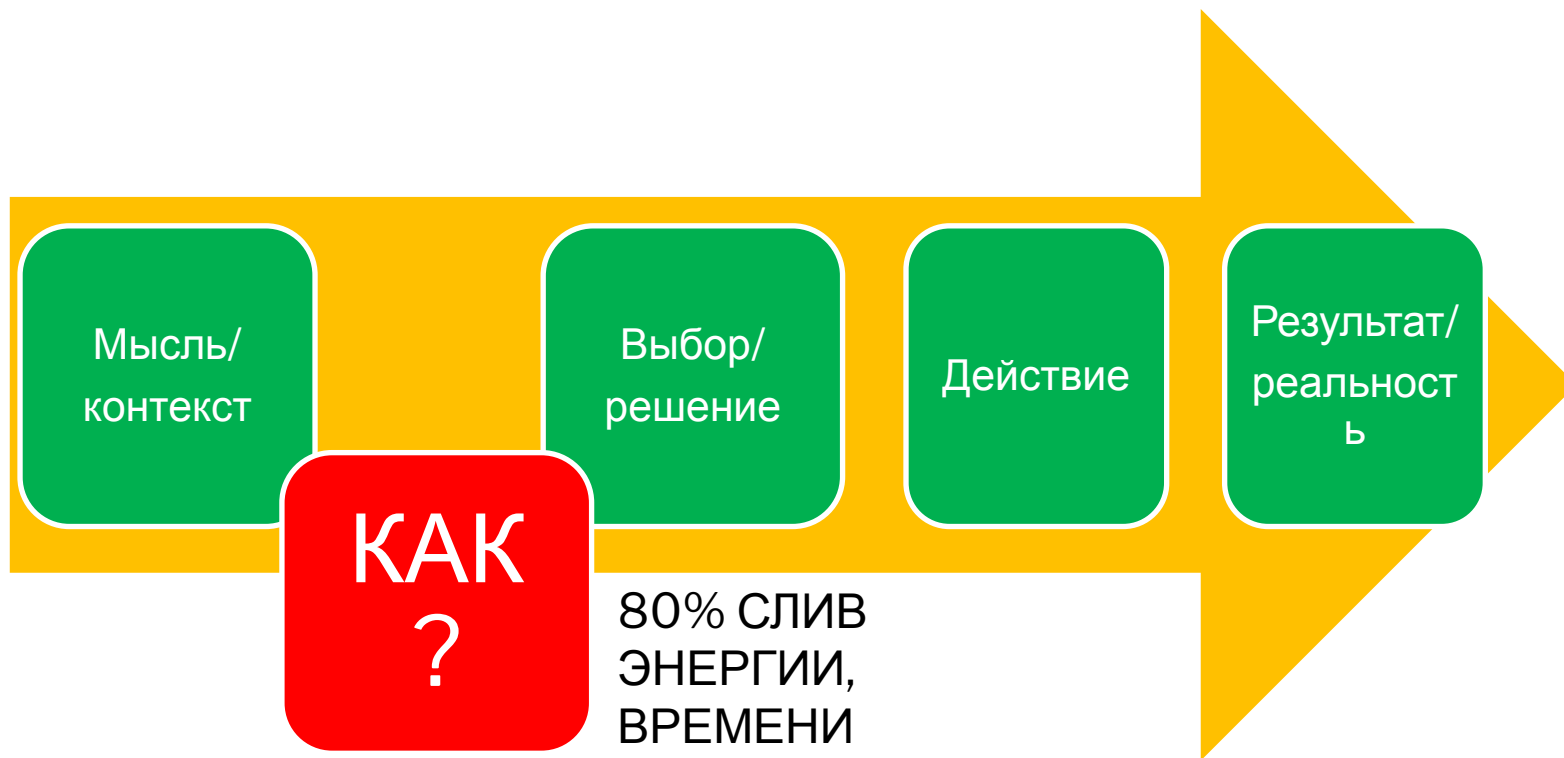 Мысль/
контекст
Выбор/
решение
Действие
Результат/
реальност
ь
КАК
?
80% СЛИВ
ЭНЕРГИИ,
ВРЕМЕНИ